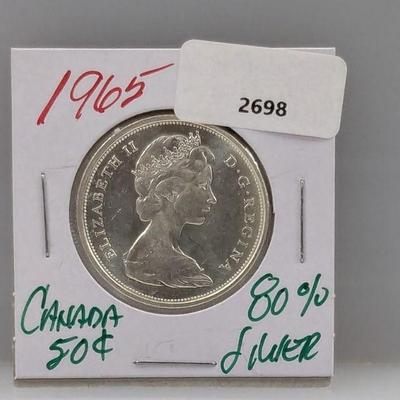 1965
2698
ELIZABETH II D·G·REGINA
CANADA
50¢
80%
SILVER